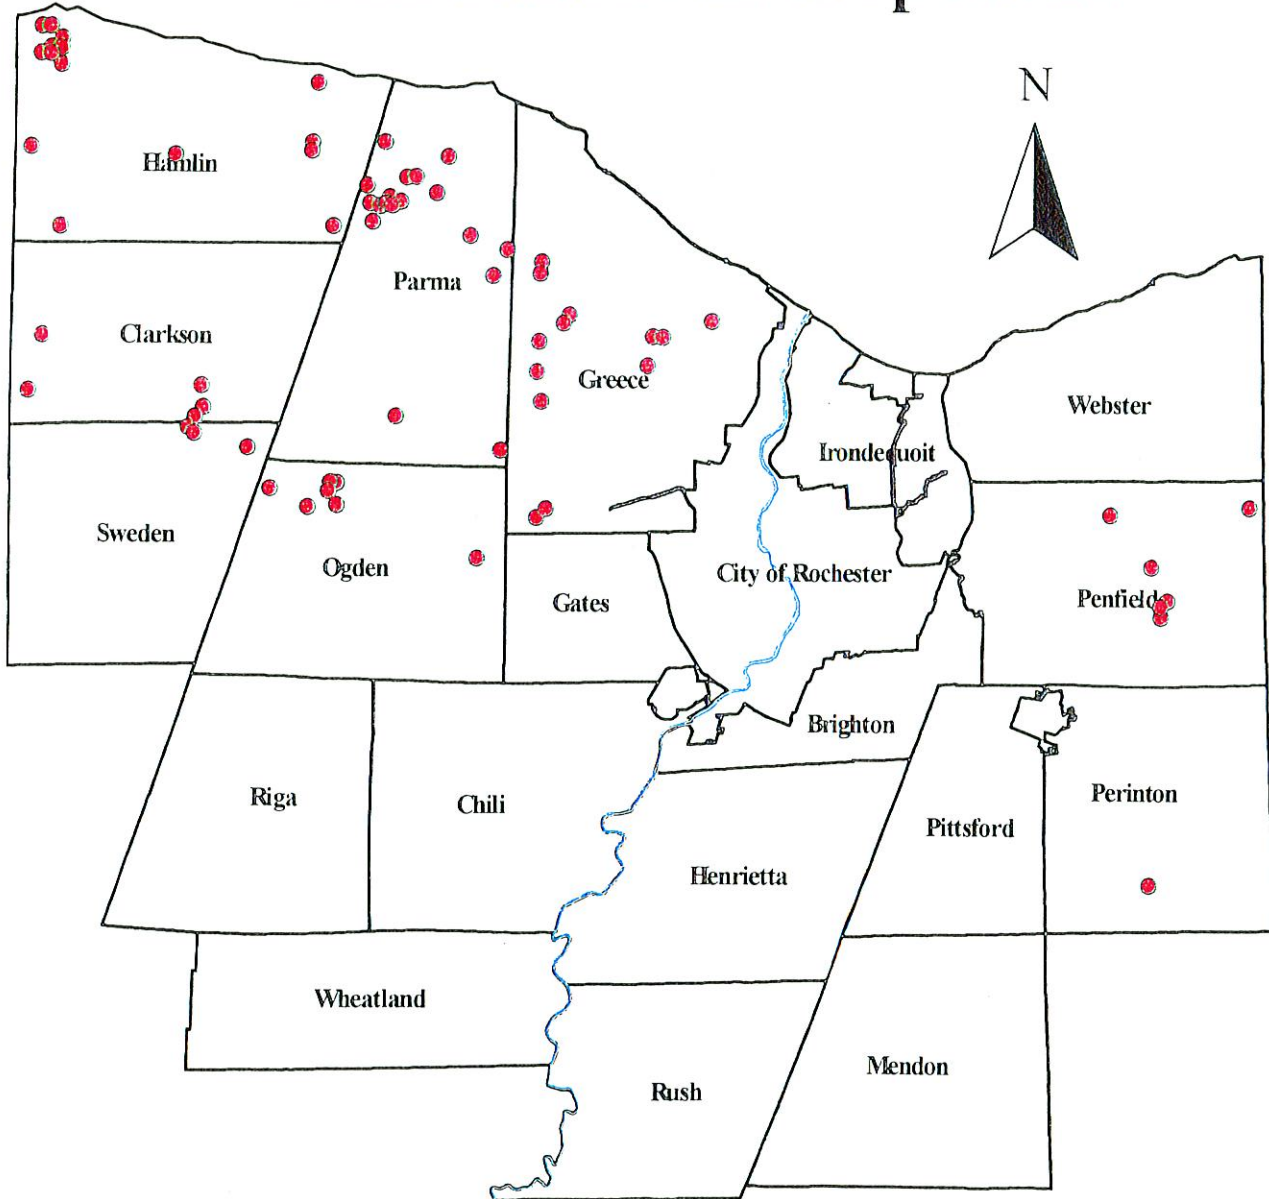 N
Hamlin
Parma
Clarkson
Greece
Webster
Irondequoit
Sweden
Ogden
City of Rochester
Gates
Penfield
Brighton
Riga
Chili
Perinton
Pittsford
Henrietta
Wheatland
Mendon
Rush